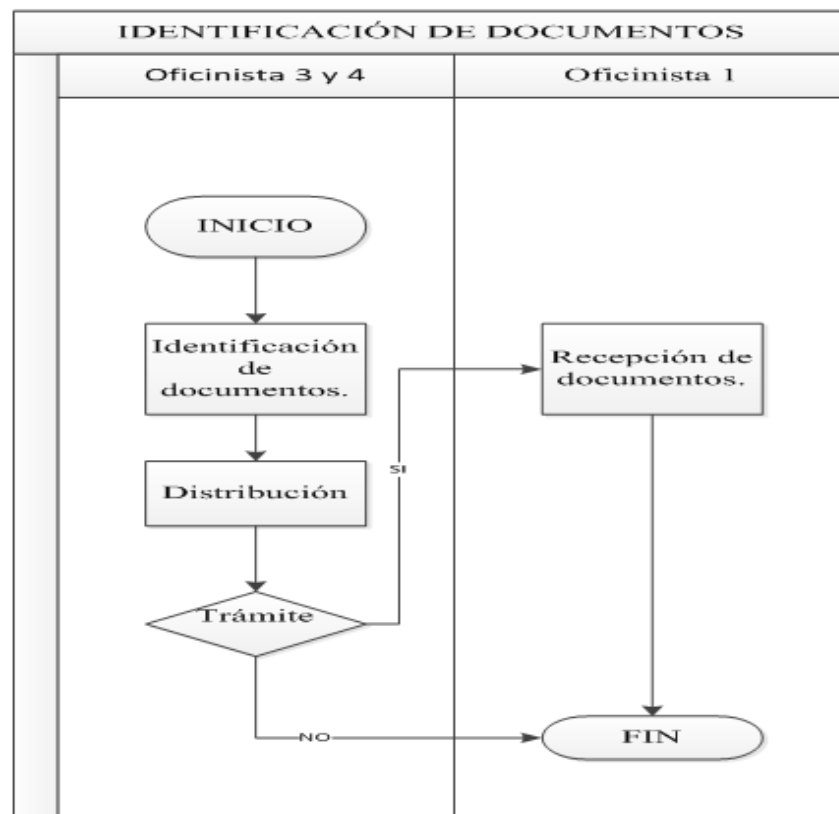 IDENTIFICACIÓN DE DOCUMENTOS
Oficinista 3 y 4
Oficinista 1
INICIO
Identificación
de
documentos.
Recepción de
documentos.
SI
Distribución
Trámite
NO
FIN